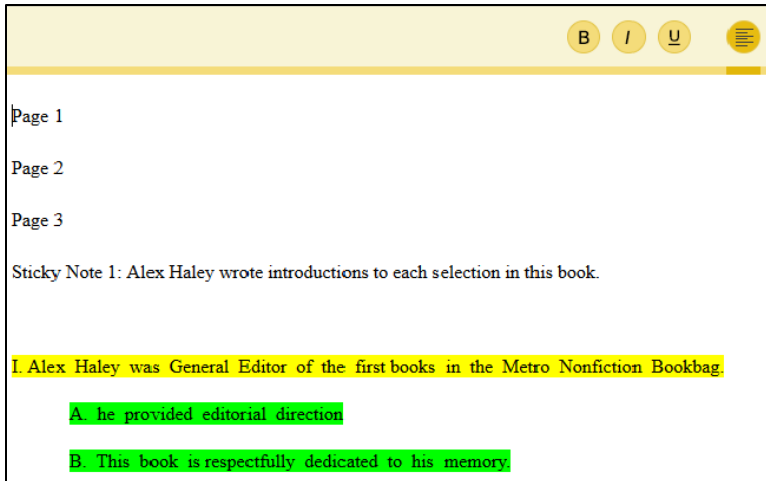 B I U
Page 1
Page 2
Page 3
Sticky Note 1: Alex Haley wrote introductions to each selection in this book.
I. Alex Haley was General Editor of the first books in the Metro Nonfiction Bookbag.
A. he provided editorial direction
B. This book is respectfully dedicated to his memory.